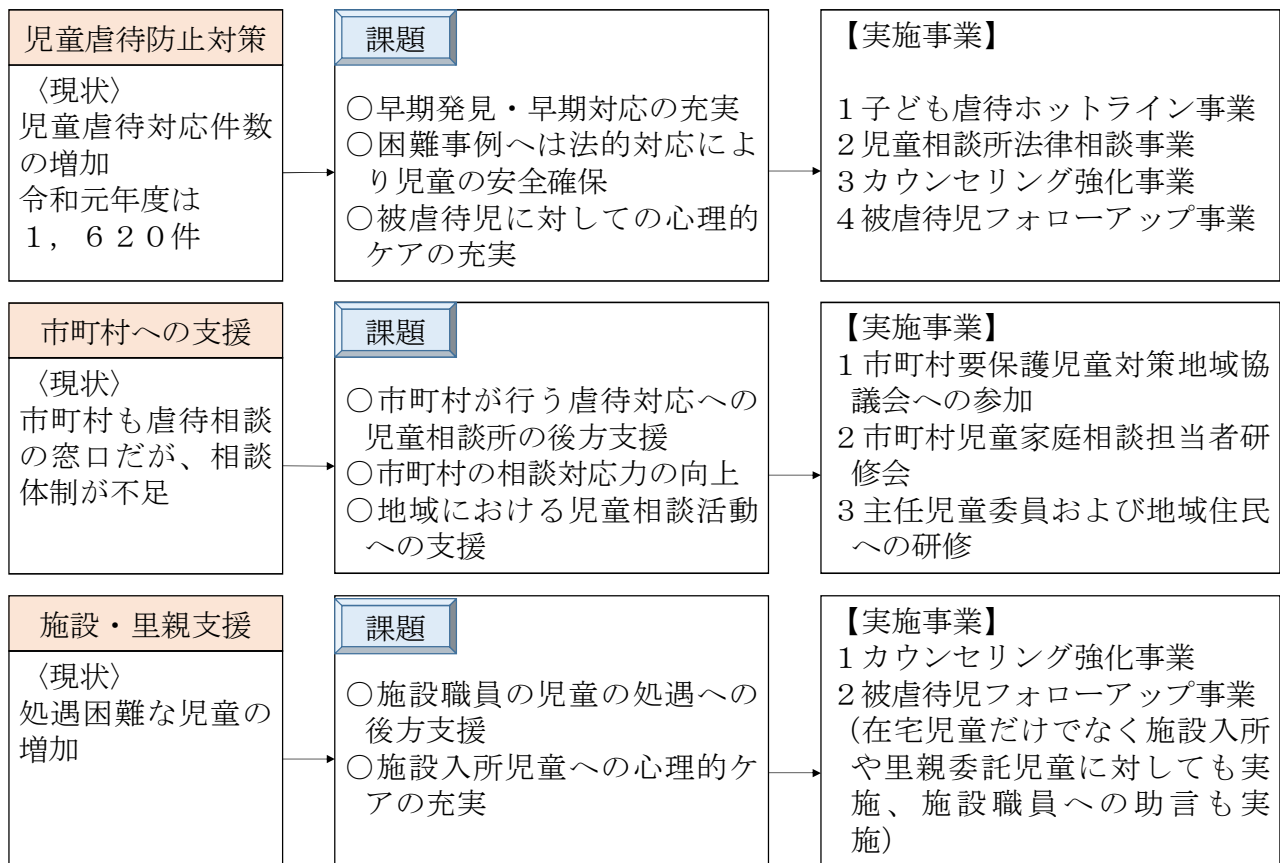 児童虐待防止対策
〈現状〉
児童虐待対応件数
の増加
令和元年度は
１，６２０件
課題
○早期発見・早期対応の充実
○困難事例へは法的対応によ
り児童の安全確保
○被虐待児に対しての心理的
ケアの充実
【実施事業】
１子ども虐待ホットライン事業
２児童相談所法律相談事業
３カウンセリング強化事業
４被虐待児フォローアップ事業
市町村への支援
〈現状〉
市町村も虐待相談
の窓口だが、相談
体制が不足
課題
○市町村が行う虐待対応への
児童相談所の後方支援
○市町村の相談対応力の向上
○地域における児童相談活動
への支援
【実施事業】
１市町村要保護児童対策地域協
議会への参加
２市町村児童家庭相談担当者研
修会
３主任児童委員および地域住民
への研修
施設・里親支援
〈現状〉
処遇困難な児童の
増加
課題
○施設職員の児童の処遇への
後方支援
○施設入所児童への心理的ケ
アの充実
【実施事業】
１カウンセリング強化事業
２被虐待児フォローアップ事業
(在宅児童だけでなく施設入所
や里親委託児童に対しても実
施、施設職員への助言も実
施)